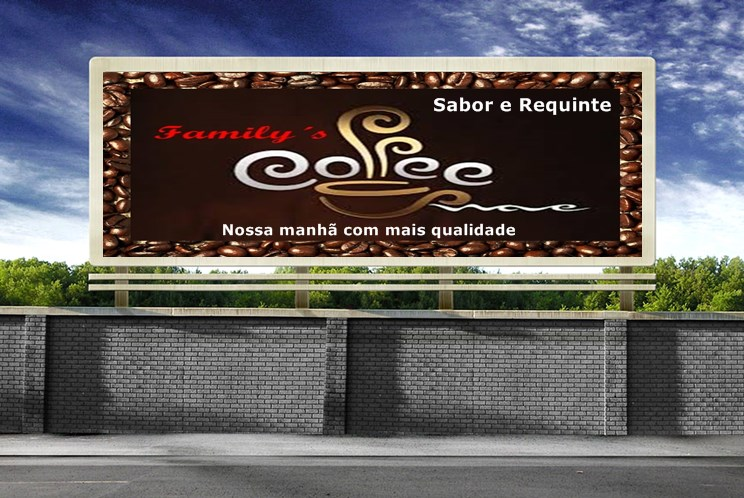 Sabor e Requinte
Family´s
Coffee
Nossa manhã com mais qualidade